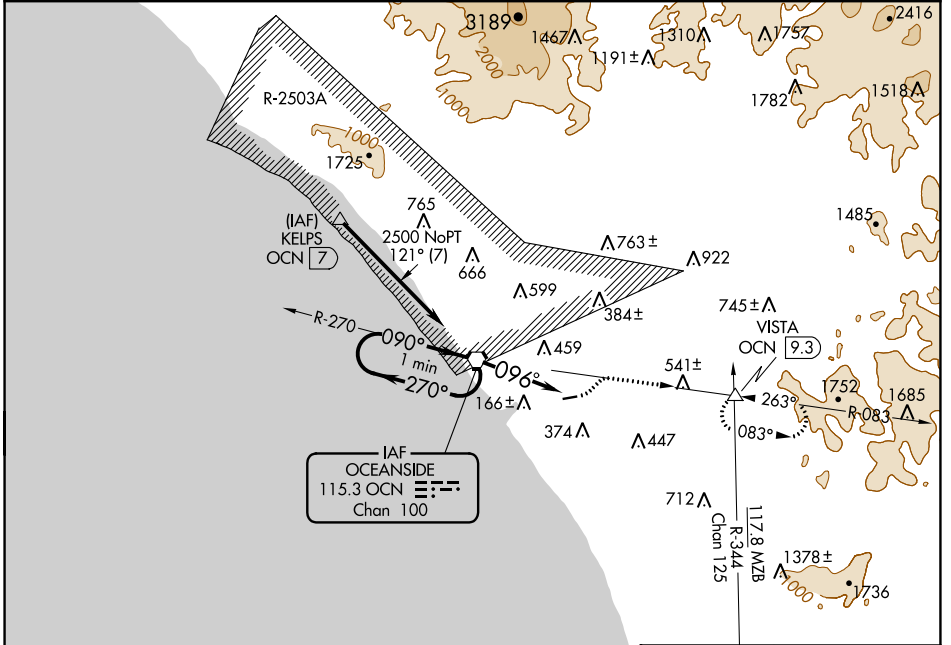 3189
1467
1310
1757
2416
2000
1191±
1000
1782
1518
R-2503A
1000
1725
765
(IAF)
KELPS
OCN 7
2500 NoPT
121° (7)
666
763±
922
1485
599
384±
745±
R-270
090°
1 min
270°
096°
459
VISTA
OCN 9.3
541±
166±
263°
1752
1685
R-083
083°
374
447
IAF
OCEANSIDE
115.3 OCN
Chan 100
712
117.8 MZB
R-344
Chan 125
1378±
1000
1736